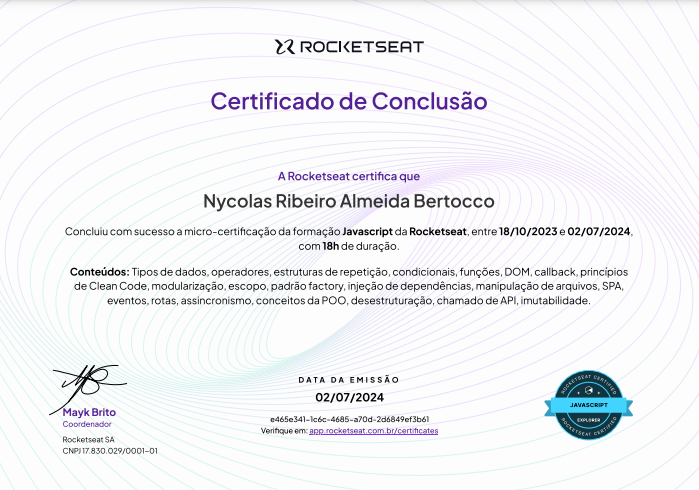 ROCKETSEAT
Certificado de Conclusão
A Rocketseat certifica que
Nycolas Ribeiro Almeida Bertocco
Concluiu com sucesso a micro-certificação da formação Javascript da Rocketseat, entre 18/10/2023 e 02/07/2024,
com 18h de duração.
Conteúdos: Tipos de dados, operadores, estruturas de repetição, condicionais, funções, DOM, callback, princípios
de Clean Code, modularização, escopo, padrão factory, injeção de dependências, manipulação de arquivos, SPA,
eventos, rotas, assincronismo, conceitos da POO, desestruturação, chamado de API, imutabilidade.
Mayk Brito
Coordenador
Rocketseat SA
CNPJ 17.830.029/0001-01
DATA DA EMISSÃO
02/07/2024
e465e341-1c6c-4685-a70d-2d6849ef3b61
Verifique em: app.rocketseat.com.br/certificates
ROCKETSEAT CERTIFIED
JAVASCRIPT
EXPLORER
ROCKETSEAT CERTIFIED